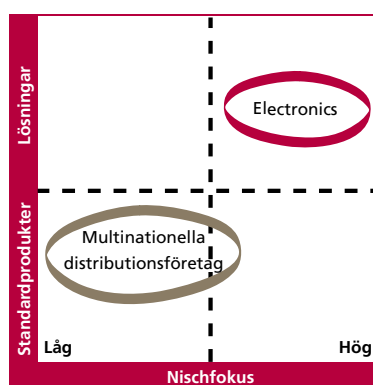 Lösningar
Electronics
Standardprodukter
Multinationella
distributionsföretag
Låg
Hög
Nischfokus